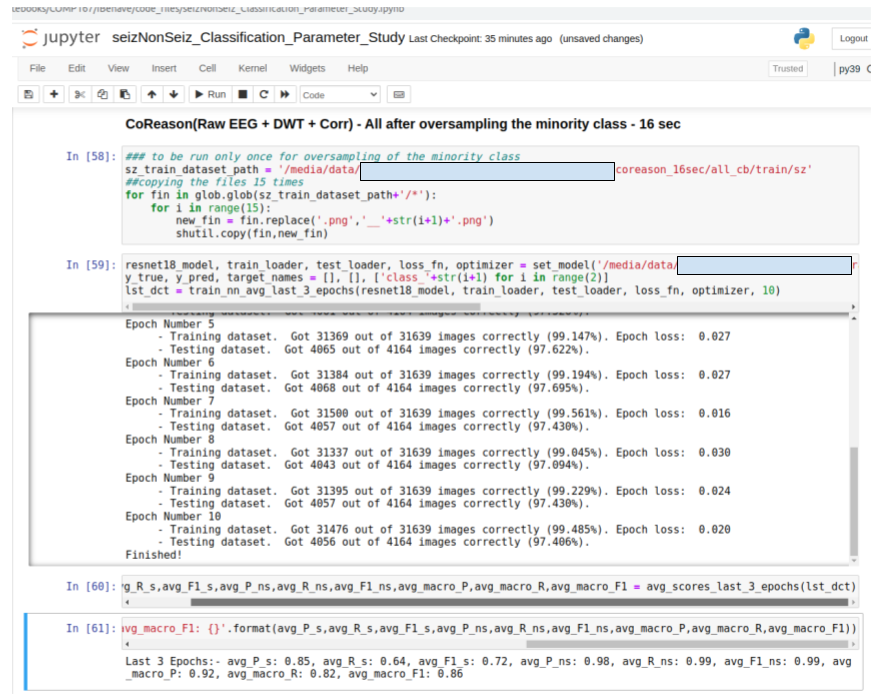 tebooks/COMP167/iBehave/code_files/seizNonSeiz_Classification_Parameter_Study.ipynb
jupyter seizNonSeiz_Classification_Parameter_Study Last Checkpoint: 35 minutes ago (unsaved changes) Logout
File Edit View Insert Cell Kernel Widgets Help Trusted py39
Run Code
CoReason(Raw EEG + DWT + Corr) - All after oversampling the minority class - 16 sec
In [58]: ### to be run only once for oversampling of the minority class
sz_train_dataset_path = '/media/data/ coreason_16sec/all_cb/train/sz'
##copying the files 15 times
for fin in glob.glob(sz_train_dataset_path+'/*'):
for i in range(15):
new_fin = fin.replace('.png','__'+str(i+1)+'.png')
shutil.copy(fin,new_fin)
In [59]: resnet18_model, train_loader, test_loader, loss_fn, optimizer = set_model('/media/data/
y_true, y_pred, target_names = [], [], ['class_'+str(i+1) for i in range(2)]
lst_dct = train_nn_avg_last_3_epochs(resnet18_model, train_loader, test_loader, loss_fn, optimizer, 10)
Epoch Number 5
- Training dataset. Got 31369 out of 31639 images correctly (99.147%). Epoch loss: 0.027
- Testing dataset. Got 4065 out of 4164 images correctly (97.622%).
Epoch Number 6
- Training dataset. Got 31384 out of 31639 images correctly (99.194%). Epoch loss: 0.027
- Testing dataset. Got 4068 out of 4164 images correctly (97.695%).
Epoch Number 7
- Training dataset. Got 31500 out of 31639 images correctly (99.561%). Epoch loss: 0.016
- Testing dataset. Got 4057 out of 4164 images correctly (97.430%).
Epoch Number 8
- Training dataset. Got 31337 out of 31639 images correctly (99.045%). Epoch loss: 0.030
- Testing dataset. Got 4043 out of 4164 images correctly (97.094%).
Epoch Number 9
- Training dataset. Got 31395 out of 31639 images correctly (99.229%). Epoch loss: 0.024
- Testing dataset. Got 4057 out of 4164 images correctly (97.430%).
Epoch Number 10
- Training dataset. Got 31476 out of 31639 images correctly (99.485%). Epoch loss: 0.020
- Testing dataset. Got 4056 out of 4164 images correctly (97.406%).
Finished!
In [60]: vg_R_s,avg_F1_s,avg_P_ns,avg_R_ns,avg_F1_ns,avg_macro_P,avg_macro_R,avg_macro_F1 = avg_scores_last_3_epochs(lst_dct)
In [61]: avg_macro_F1: {}'.format(avg_P_s,avg_R_s,avg_F1_s,avg_P_ns,avg_R_ns,avg_F1_ns,avg_macro_P,avg_macro_R,avg_macro_F1))
Last 3 Epochs:- avg_P_s: 0.85, avg_R_s: 0.64, avg_F1_s: 0.72, avg_P_ns: 0.98, avg_R_ns: 0.99, avg_F1_ns: 0.99, avg
_macro_P: 0.92, avg_macro_R: 0.82, avg_macro_F1: 0.86